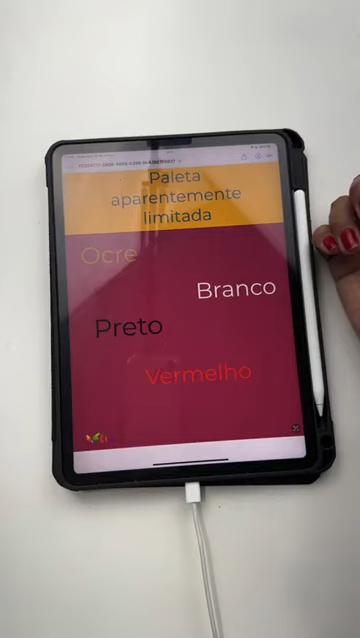 Paleta
aparentemente
limitada
Ocre
Branco
Preto
Vermelho